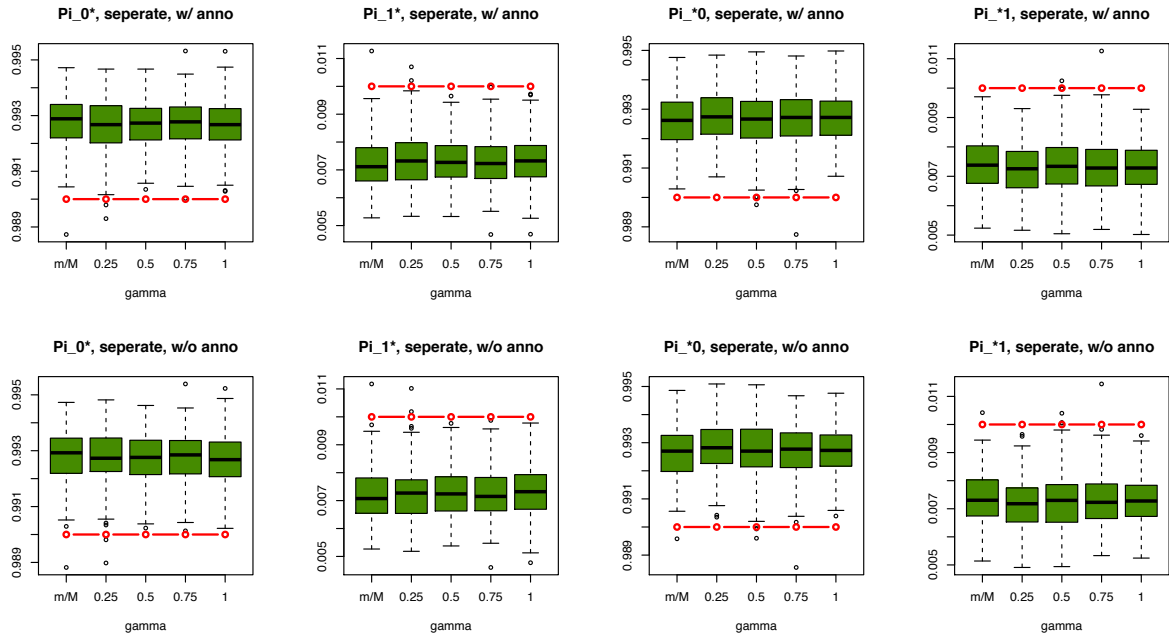 Pi_0*, seperate, w/ anno
Pi_1*, seperate, w/ anno
Pi_*0, seperate, w/ anno
Pi_*1, seperate, w/ anno
0.989 0.991 0.993 0.995
0.005 0.007 0.009 0.011
0.989 0.991 0.993 0.995
0.005 0.007 0.009 0.011
m/M 0.25 0.5 0.75 1
m/M 0.25 0.5 0.75 1
m/M 0.25 0.5 0.75 1
m/M 0.25 0.5 0.75 1
gamma
gamma
gamma
gamma
Pi_0*, seperate, w/o anno
Pi_1*, seperate, w/o anno
Pi_*0, seperate, w/o anno
Pi_*1, seperate, w/o anno
0.989 0.991 0.993 0.995
0.005 0.007 0.009 0.011
0.989 0.991 0.993 0.995
0.005 0.007 0.009 0.011
m/M 0.25 0.5 0.75 1
m/M 0.25 0.5 0.75 1
m/M 0.25 0.5 0.75 1
m/M 0.25 0.5 0.75 1
gamma
gamma
gamma
gamma